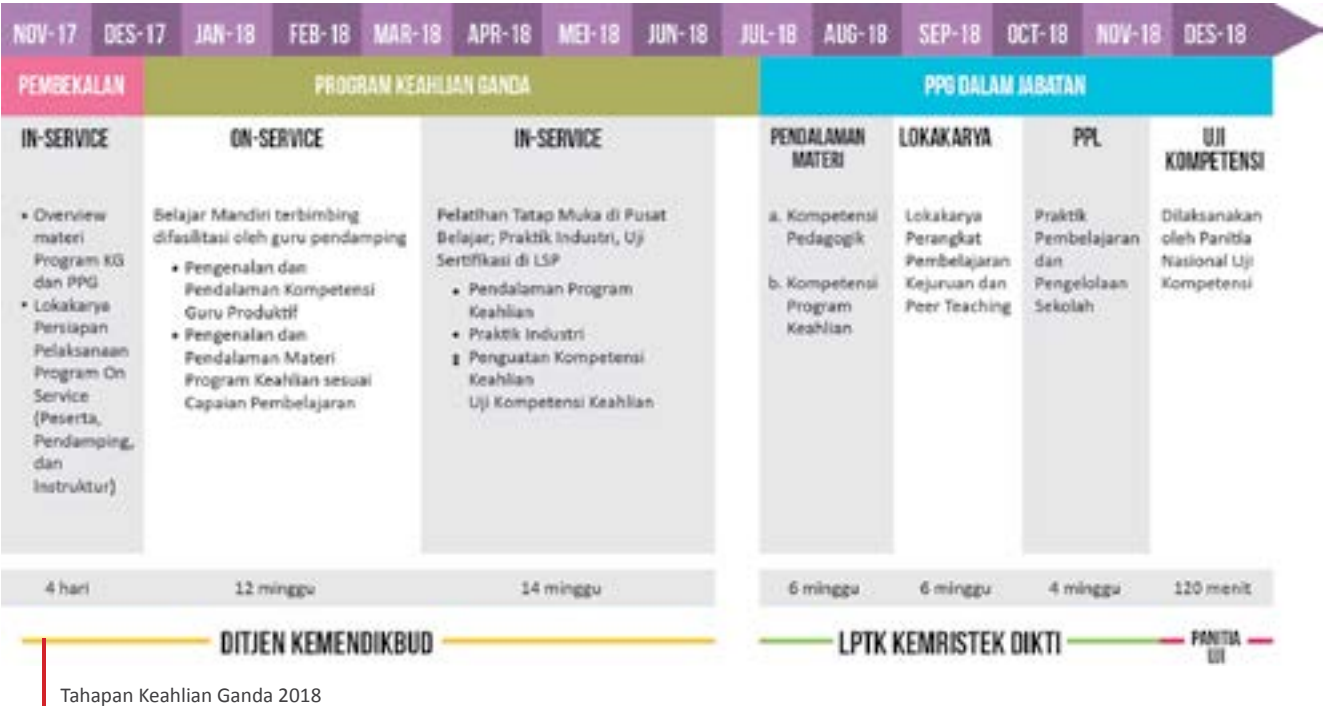 NOV-17 DES-17 JAN-18 FEB-18 MAR-18 APR-18 MEI-18 JUN-18 JUL-18 AUG-18 SEP-18 OCT-18 NOV-18 DES-18
PEMBEKALAN
PROGRAM KEAHLIAN GANDA
PPG DALAM JABATAN
IN-SERVICE
• Overview
materi
Program KG
dan PPG
• Lokakarya
Persiapan
Pelaksanaan
Program On
Service
(Peserta,
Pendamping,
dan
Instruktur)
ON-SERVICE
Belajar Mandiri terbimbing
difasilitasi oleh guru pendamping
• Pengenalan dan
Pendalaman Kompetensi
Guru Produktif
• Pengenalan dan
Pendalaman Materi
Program Keahlian sesuai
Capaian Pembelajaran
IN-SERVICE
Pelatihan Tatap Muka di Pusat
Belajar; Praktik Industri, Uji
Sertifikasi di LSP
• Pendalaman Program
Keahlian
• Praktik Industri
• Penguatan Kompetensi
Keahlian
Uji Kompetensi Keahlian
PENDALAMAN
MATERI
a. Kompetensi
Pedagogik
b. Kompetensi
Program
Keahlian
LOKAKARYA
Lokakarya
Perangkat
Pembelajaran
Kejuruan dan
Peer Teaching
PPL
Praktik
Pembelajaran
dan
Pengelolaan
Sekolah
UJI
KOMPETENSI
Dilaksanakan
oleh Panitia
Nasional Uji
Kompetensi
4 hari
12 minggu
14 minggu
6 minggu
6 minggu
4 minggu
120 menit
DITJEN KEMENDIKBUD
LPTK KEMRISTEK DIKTI
PANITIA
UJI
Tahapan Keahlian Ganda 2018